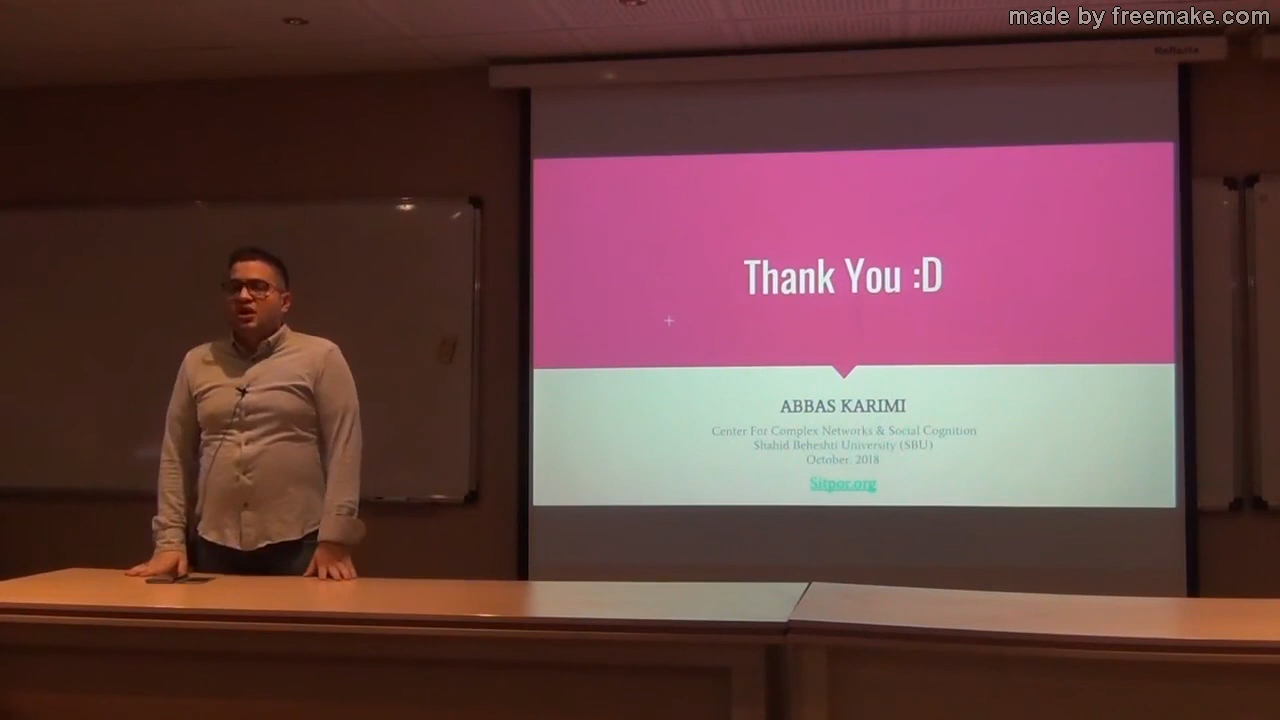 made by freemake.com
Reflecta
Thank You :D
ABBAS KARIMI
Center For Complex Networks & Social Cognition
Shahid Beheshti University (SBU)
October, 2018
Sitpor.org